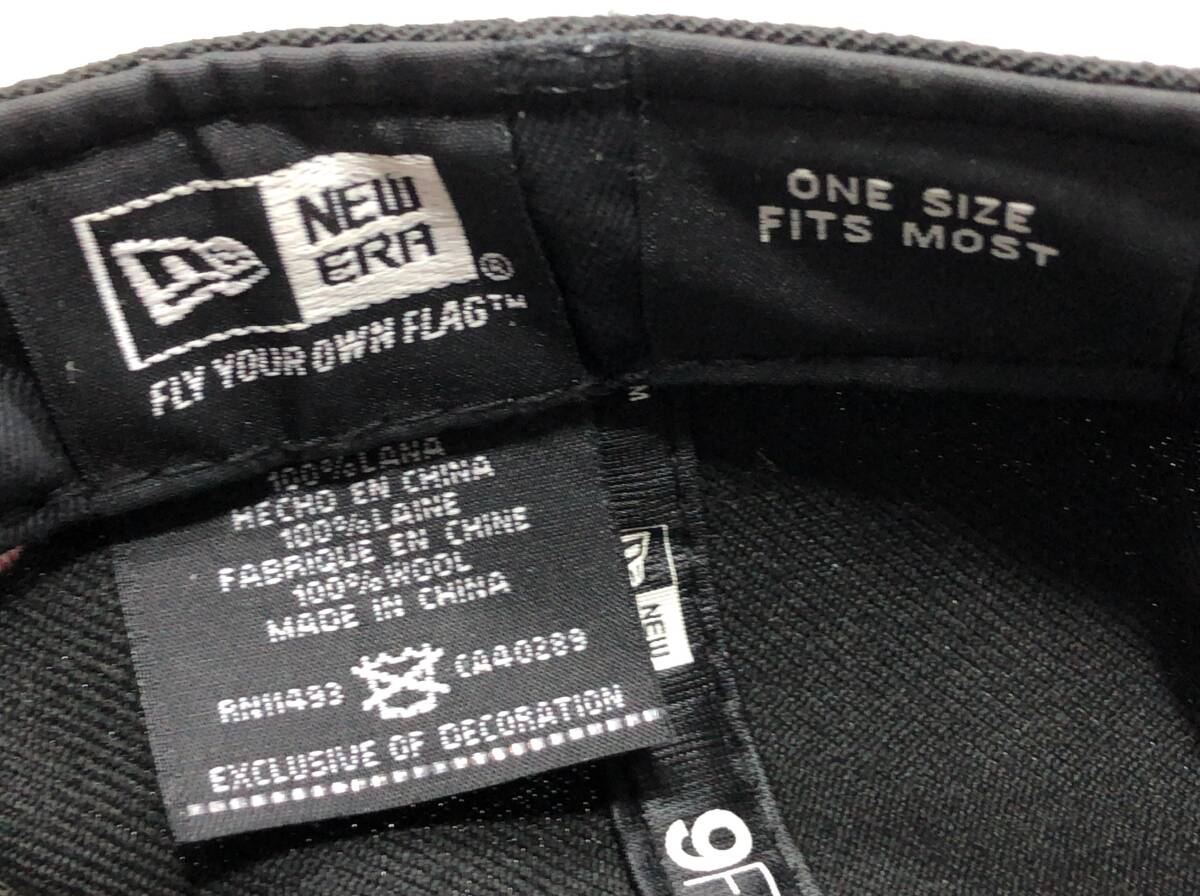 NEW
ERA
®
FLY YOUR OWN FLAG™
ONE SIZE
FITS MOST
100% LANA
HECHO EN CHINA
100% LAINE
FABRIQUE EN CHINE
100% WOOL
MADE IN CHINA
RN11493
CA40289
EXCLUSIVE OF DECORATION
NEW
9F